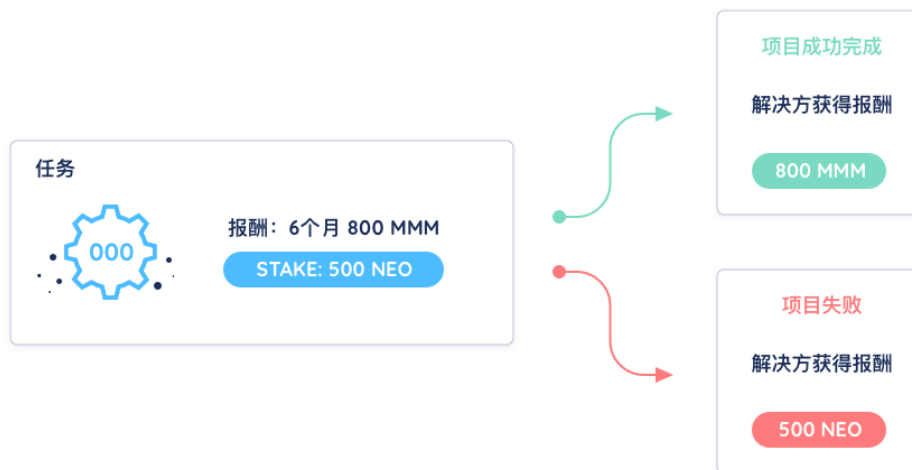 任务
000
报酬：6个月 800 MMM
STAKE: 500 NEO
项目成功完成
解决方获得报酬
800 MMM
项目失败
解决方获得报酬
500 NEO